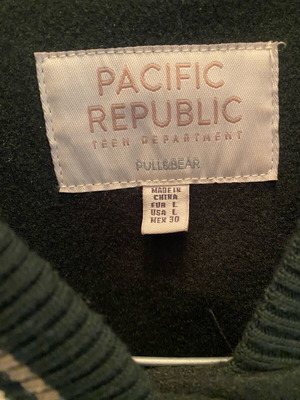 PACIFIC
REPUBLIC
TEEN DEPARTMENT
PULL&BEAR
MADE IN
CHINA
EUR L
USA L
MEX 30